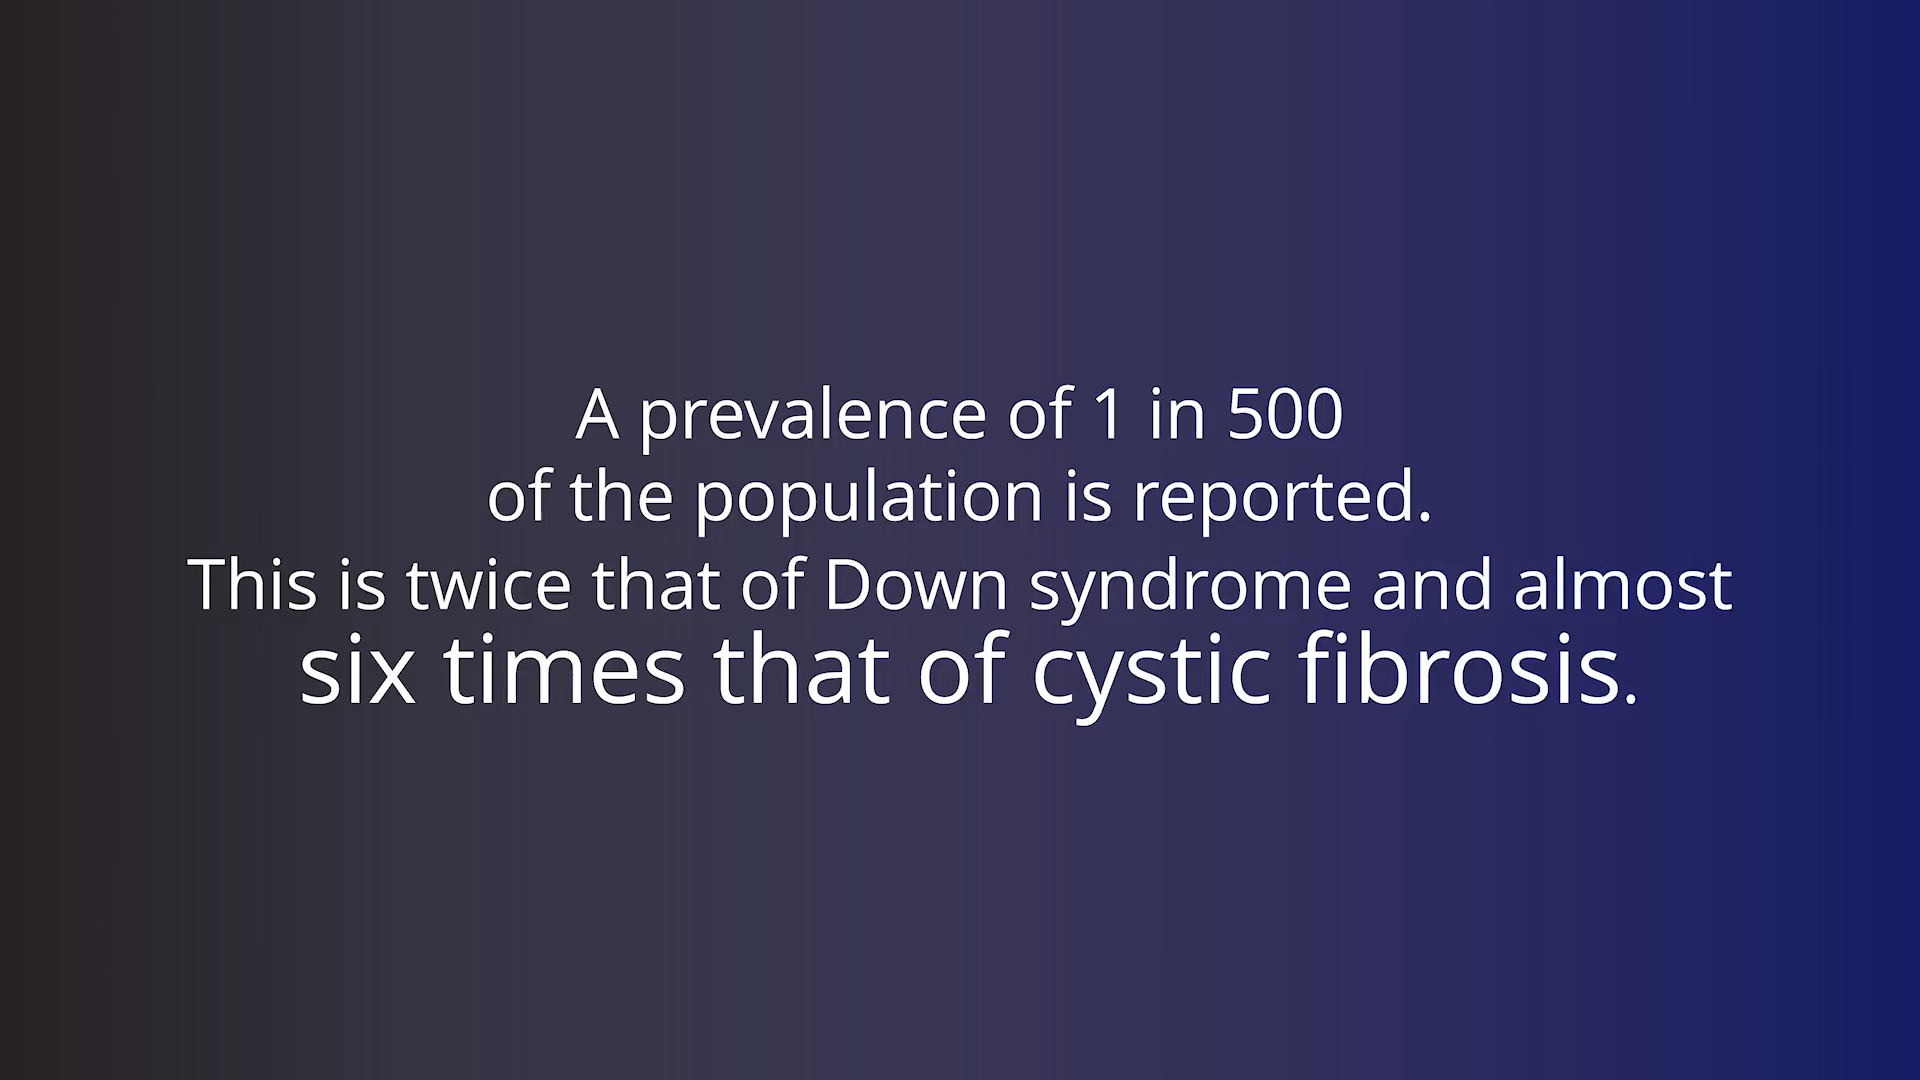 A prevalence of 1 in 500
of the population is reported.
This is twice that of Down syndrome and almost
six times that of cystic fibrosis.